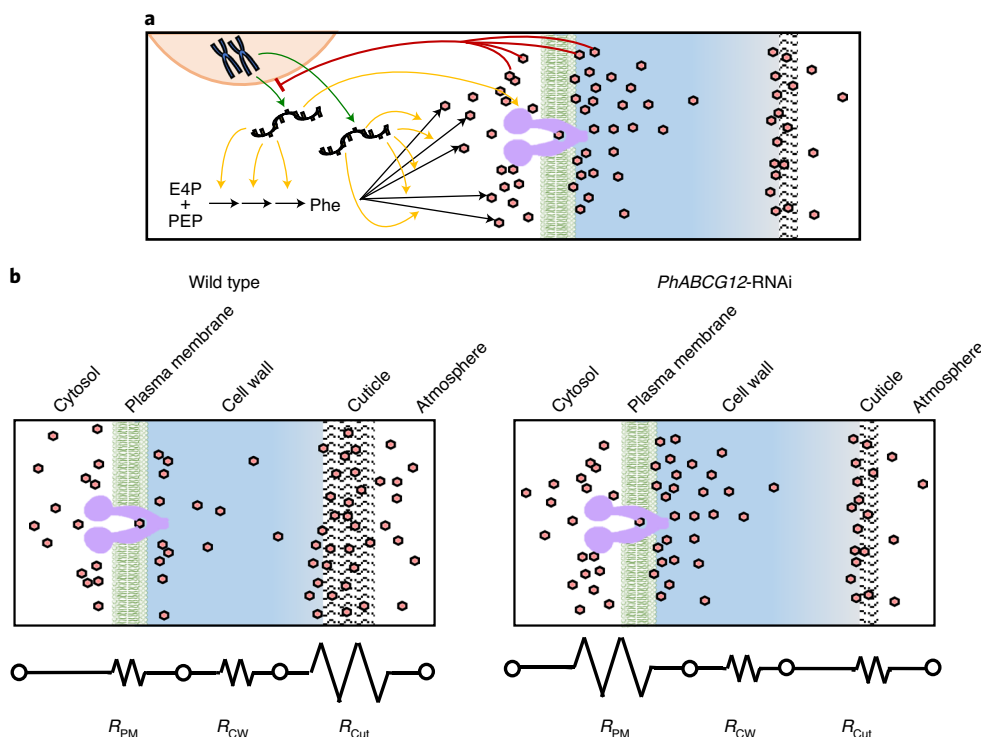 a
E4P
+
PEP
Phe
b
Wild type
PhABCG12-RNAi
Cytosol
Plasma membrane
Cell wall
Cuticle
Atmosphere
Cytosol
Plasma membrane
Cell wall
Cuticle
Atmosphere
RPM
RCW
RCut
RPM
RCW
RCut